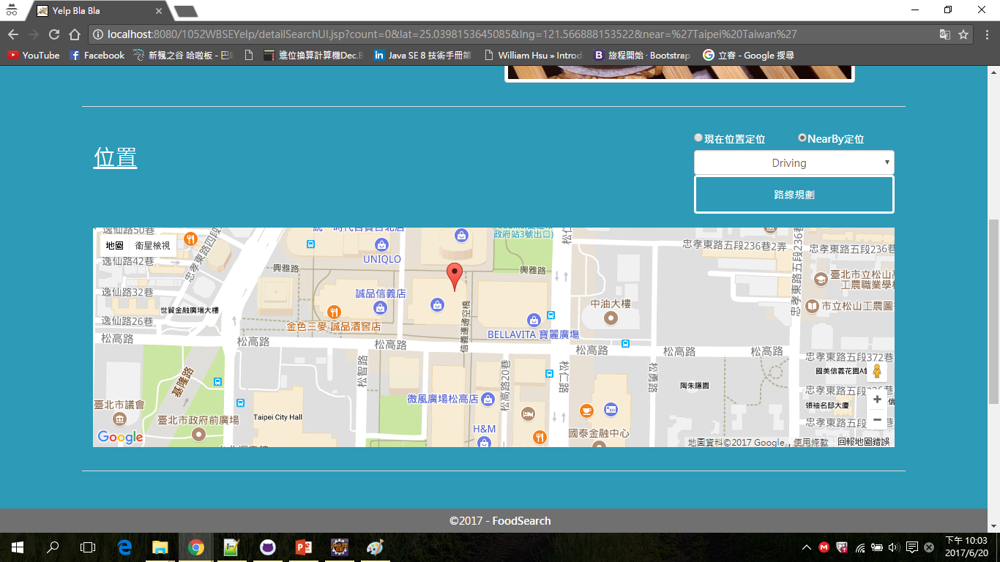 Yelp Bla Bla
localhost:8080/1052WBSEYelp/detailSearchUI.jsp?count=0&lat=25.0398153645085&lng=121.566888153522&near=%27Taipei%20Taiwan%27
YouTube
Facebook
新楓之谷 哈啦板 - 巴
進位換算計算機Dec.B
Java SE 8 技術手冊第
William Hsu » Introd
旅程開始 · Bootstrap
立春 - Google 搜尋
現在位置定位
NearBy定位
位置
Driving
路線規劃
地圖
衛星檢視
逸仙路50巷
逸仙路42巷
逸仙路32巷
逸仙路26巷
忠孝東路四段
世貿金融廣場大樓
興雅路
UNIQLO
政府站3號出口)
興雅路
誠品信義店
金色三麥 誠品酒窖店
信義連通空橋
BELLAVITA 寶麗廣場
中油大樓
忠孝東路五段236巷2弄
忠孝東路五段236巷
臺北市立松山高
工農職業學校
市立松山工農圖
松高路
松高路
松高路
松高路
松高路
松高路
基隆路
松智路
松高路20巷
松仁路
松勇路
陶朱隱園
忠孝東路五段372巷
國美信義花園A
忠孝東路五段
領袖名邸大廈
忠孝東路五段
臺北市議會
臺北市政府前廣場
Taipei City Hall
微風廣場松高店
H&M
國泰金融中心
Google
地圖資料©2017 Google
使用條款
回報地圖錯誤
©2017 - FoodSearch
下午 10:03
2017/6/20